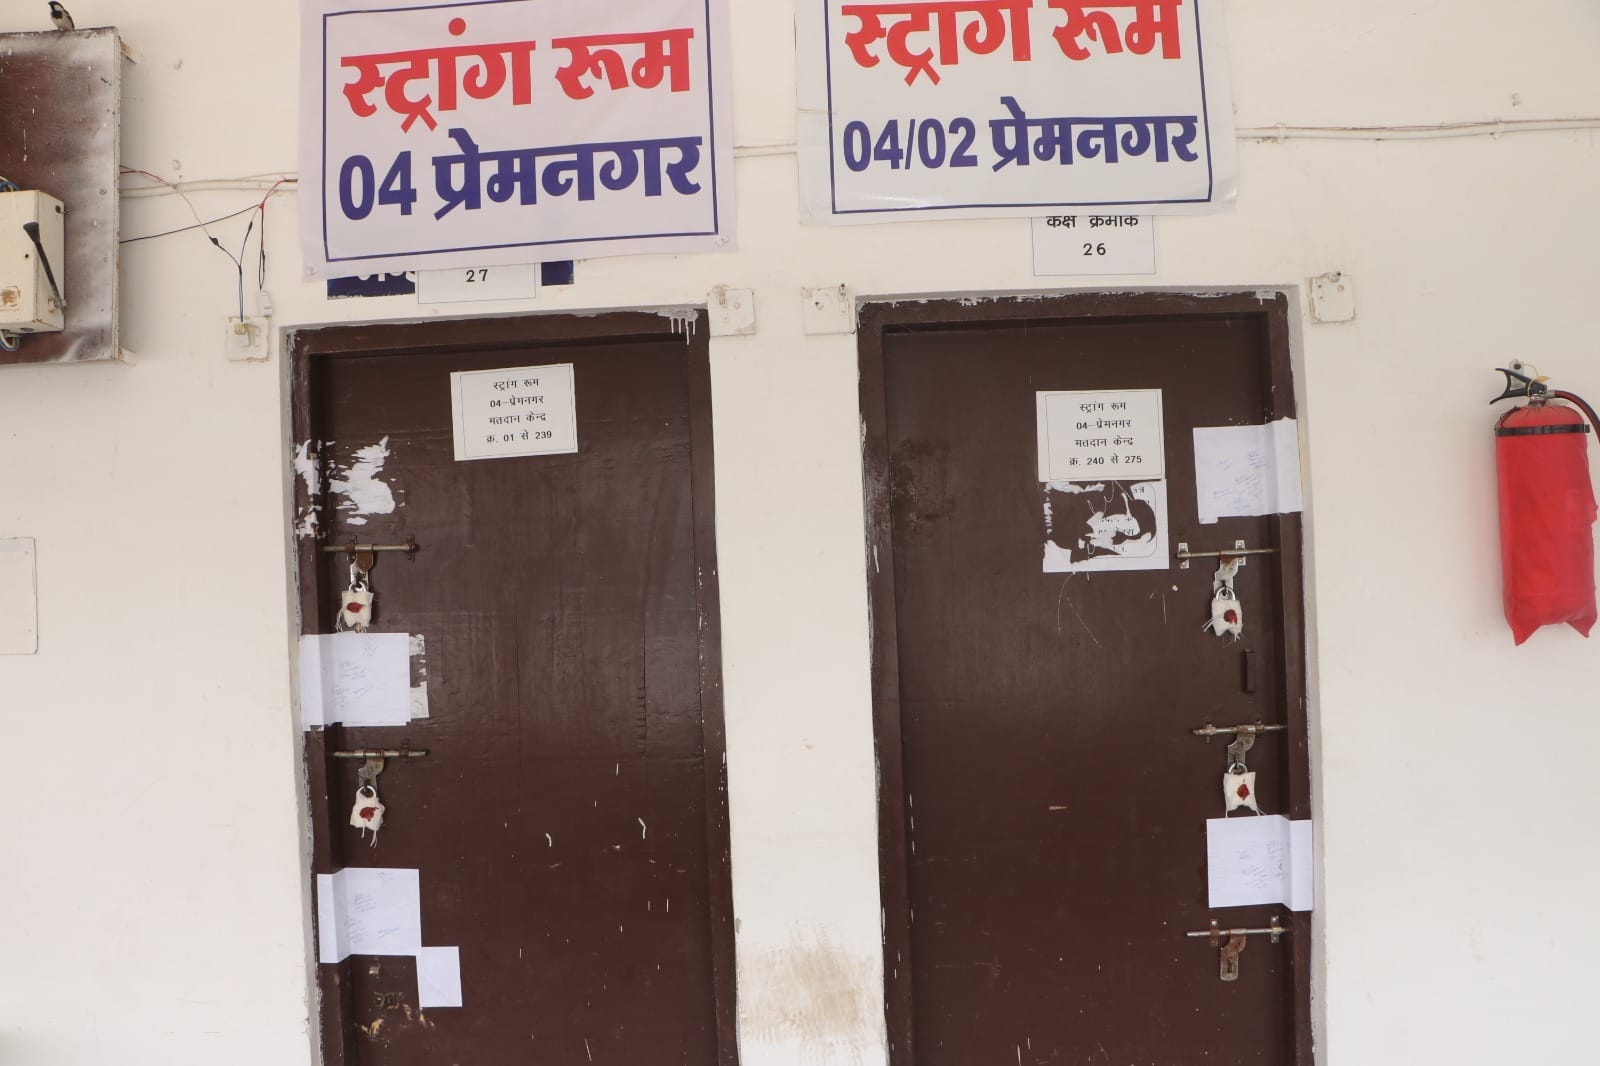 स्ट्रांग रूम
04 प्रेमनगर
27
स्ट्रांग रूम
04-प्रेमनगर
मतदान केन्द्र
क्र. 01 से 239
स्ट्रांग रूम
04/02 प्रेमनगर
कक्ष क्रमांक
26
स्ट्रांग रूम
04-प्रेमनगर
मतदान केन्द्र
क्र. 240 से 275